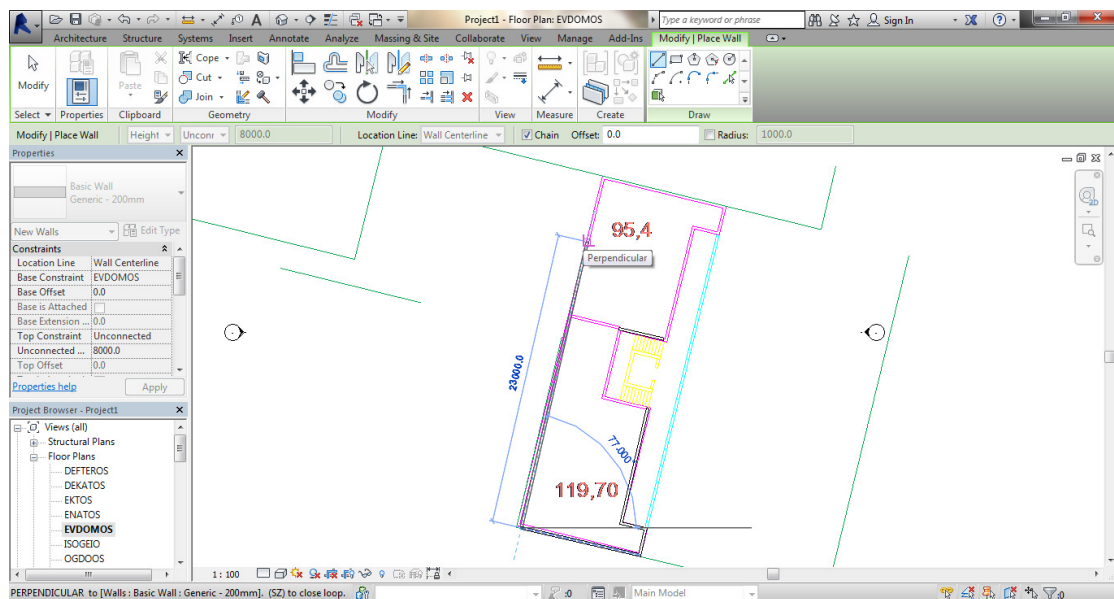 Project1 - Floor Plan: EVDOMOS
Type a keyword or phrase
Sign In
Architecture Structure Systems Insert Annotate Analyze Massing & Site Collaborate View Manage Add-Ins Modify | Place Wall
Modify
Paste
Cope
Cut
Join
Select Properties Clipboard Geometry Modify View Measure Create Draw
Modify | Place Wall Height Unconr 8000.0 Location Line: Wall Centerline Chain Offset: 0.0 Radius: 1000.0
Properties
Basic Wall
Generic - 200mm
New Walls Edit Type
Constraints
Location Line Wall Centerline
Base Constraint EVDOMOS
Base Offset 0.0
Base is Attached
Base Extension ... 0.0
Top Constraint Unconnected
Unconnected ... 8000.0
Top Offset 0.0
Properties help Apply
Project Browser - Project1
Views (all)
Structural Plans
Floor Plans
DEFTEROS
DEKATOS
EKTOS
ENATOS
EVDOMOS
ISOGEIO
OGDOOS
95,4
Perpendicular
23000.0
77.000°
119,70
2D
1 : 100
PERPENDICULAR to [Walls : Basic Wall : Generic - 200mm]. (SZ) to close loop.
:0
Main Model
:0